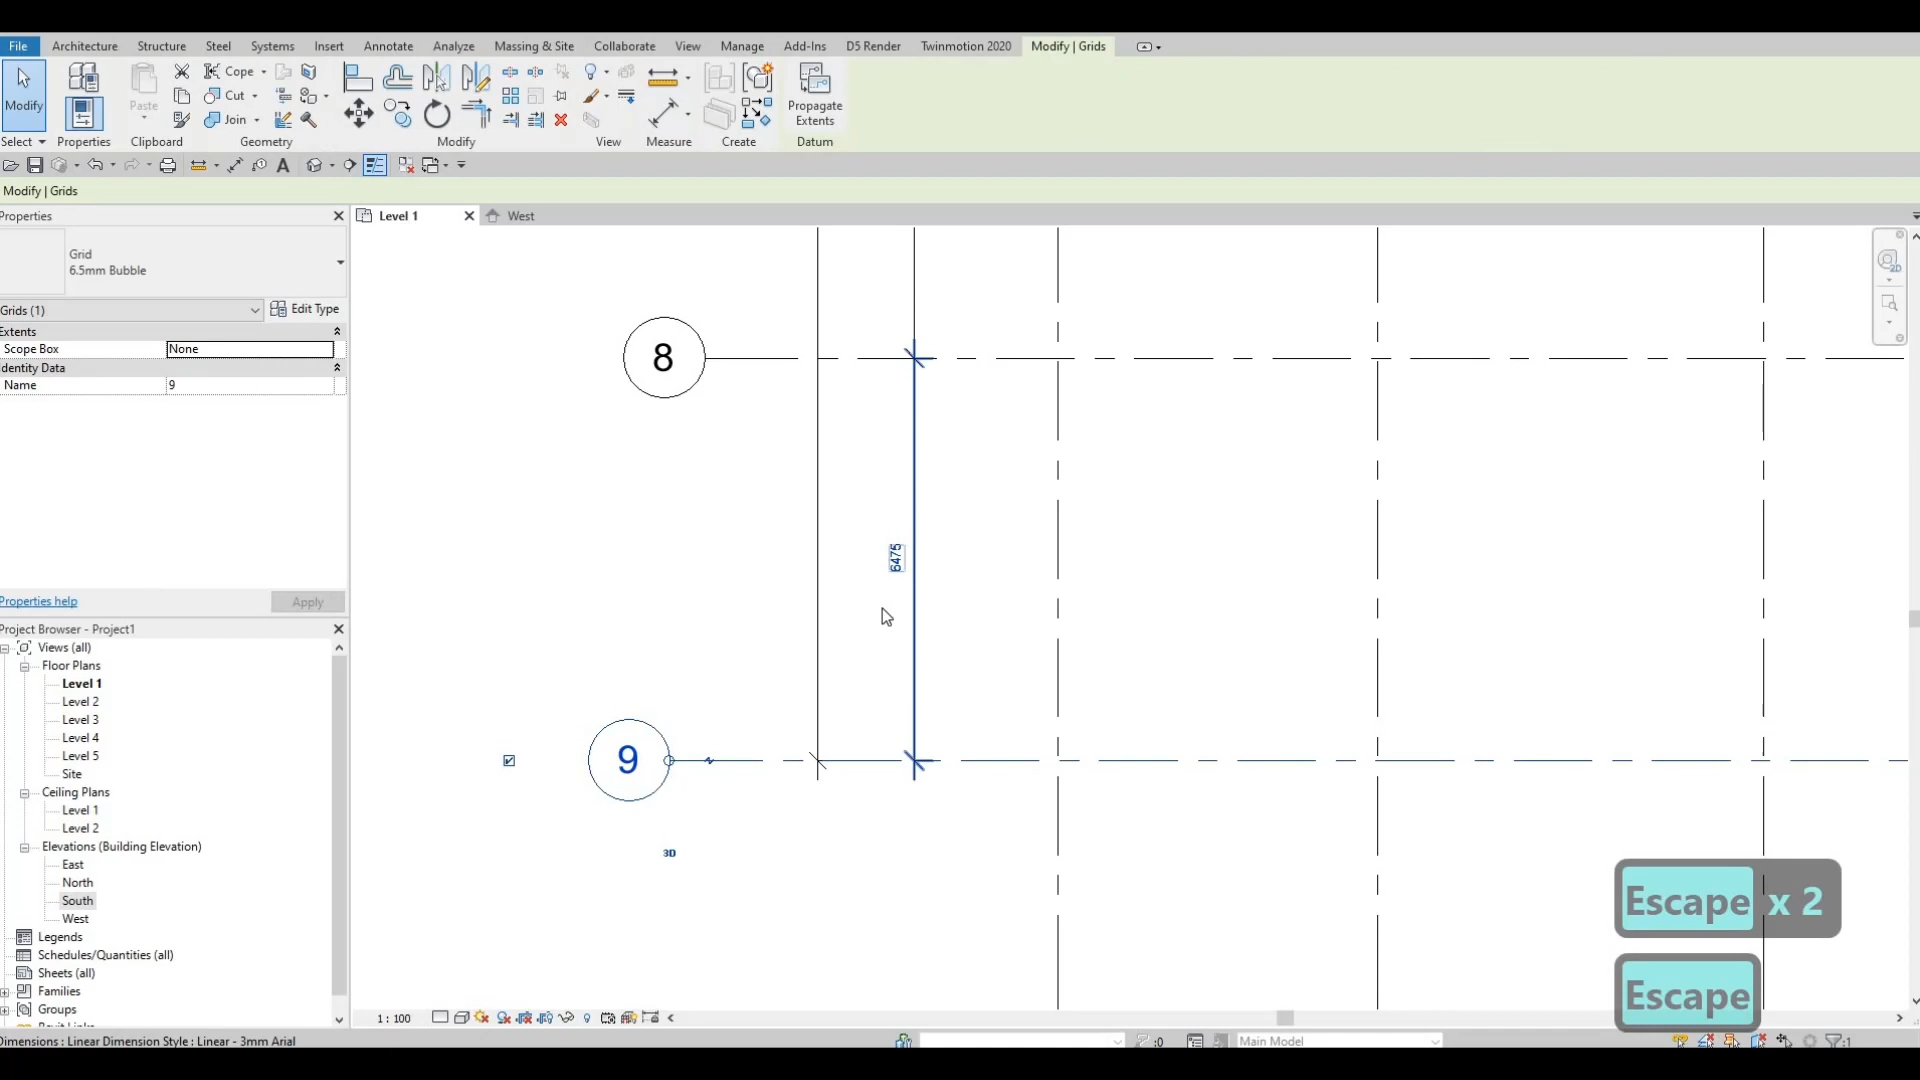 File Architecture Structure Steel Systems Insert Annotate Analyze Massing & Site Collaborate View Manage Add-Ins D5 Render Twinmotion 2020 Modify | Grids
Cope
Cut
Join
Modify Paste Propagate Extents
Select Properties Clipboard Geometry Modify View Measure Create Datum
A
Modify | Grids
Properties Level 1 West
Grid
6.5mm Bubble
Grids (1) Edit Type
Extents
Scope Box None
Identity Data
Name 9
Properties help Apply
Project Browser - Project1
Views (all)
Floor Plans
Level 1
Level 2
Level 3
Level 4
Level 5
Site
Ceiling Plans
Level 1
Level 2
Elevations (Building Elevation)
East
North
South
West
Legends
Schedules/Quantities (all)
Sheets (all)
Families
Groups
8
6475
9
3D
2D
Escape x 2
Escape
1 : 100
Dimensions : Linear Dimension Style : Linear - 3mm Arial
:0
Main Model
:1